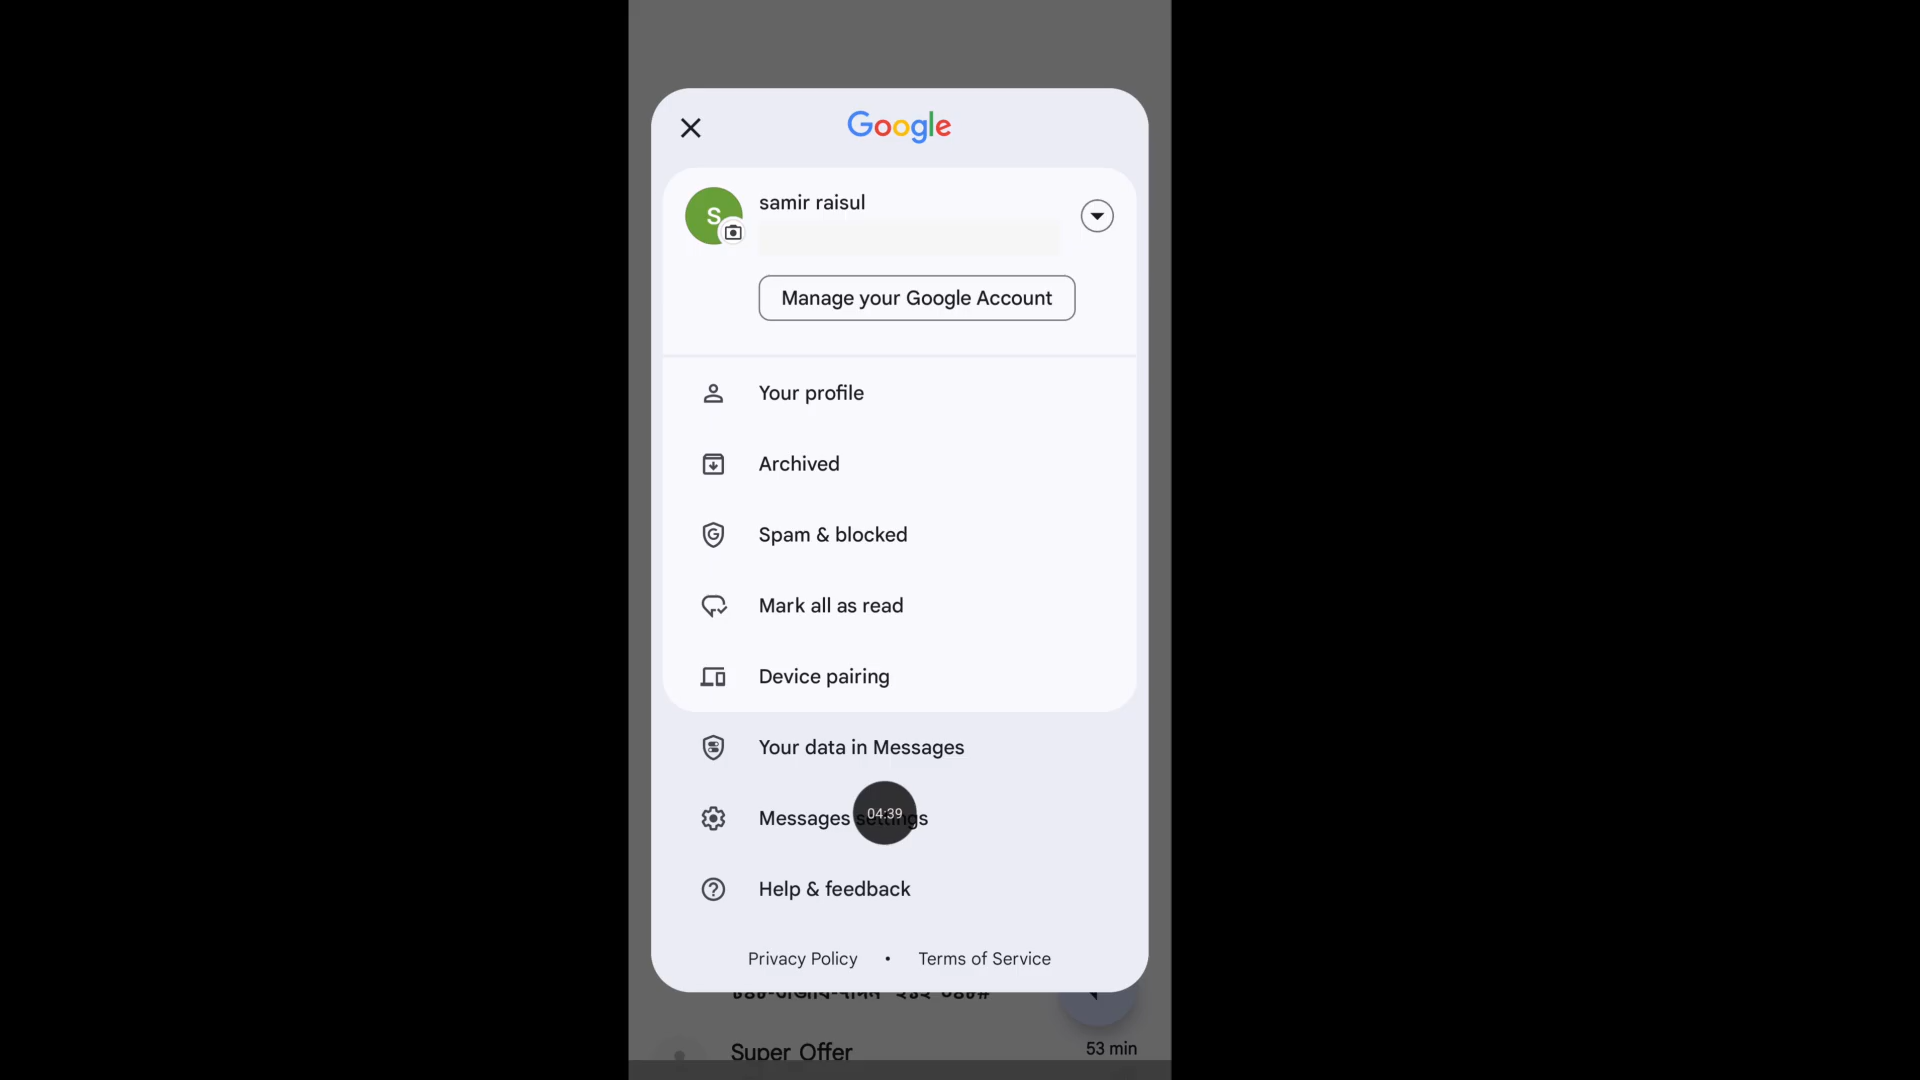 Google
S
samir raisul
Manage your Google Account
Your profile
Archived
Spam & blocked
Mark all as read
Device pairing
Your data in Messages
Messages settings
04:39
Help & feedback
Privacy Policy • Terms of Service
Super Offer
53 min